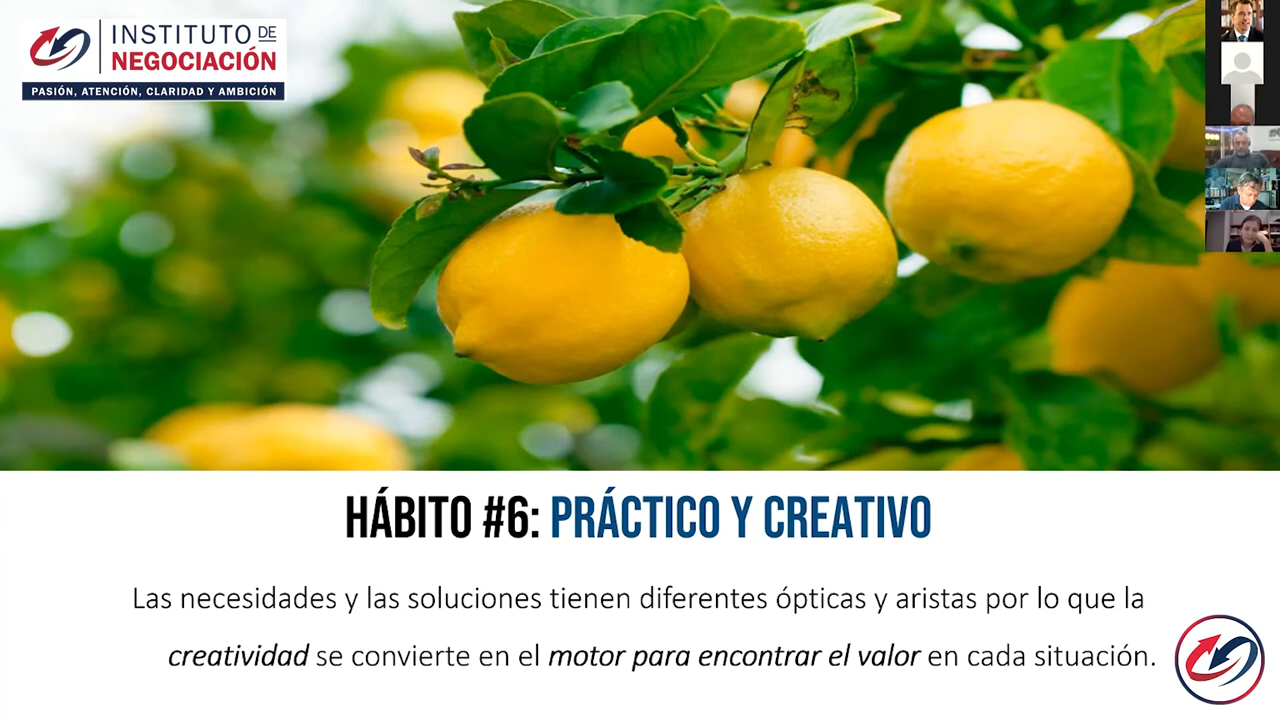 INSTITUTO DE
NEGOCIACIÓN
PASIÓN, ATENCIÓN, CLARIDAD Y AMBICIÓN
HÁBITO #6: PRÁCTICO Y CREATIVO
Las necesidades y las soluciones tienen diferentes ópticas y aristas por lo que la
creatividad se convierte en el motor para encontrar el valor en cada situación.